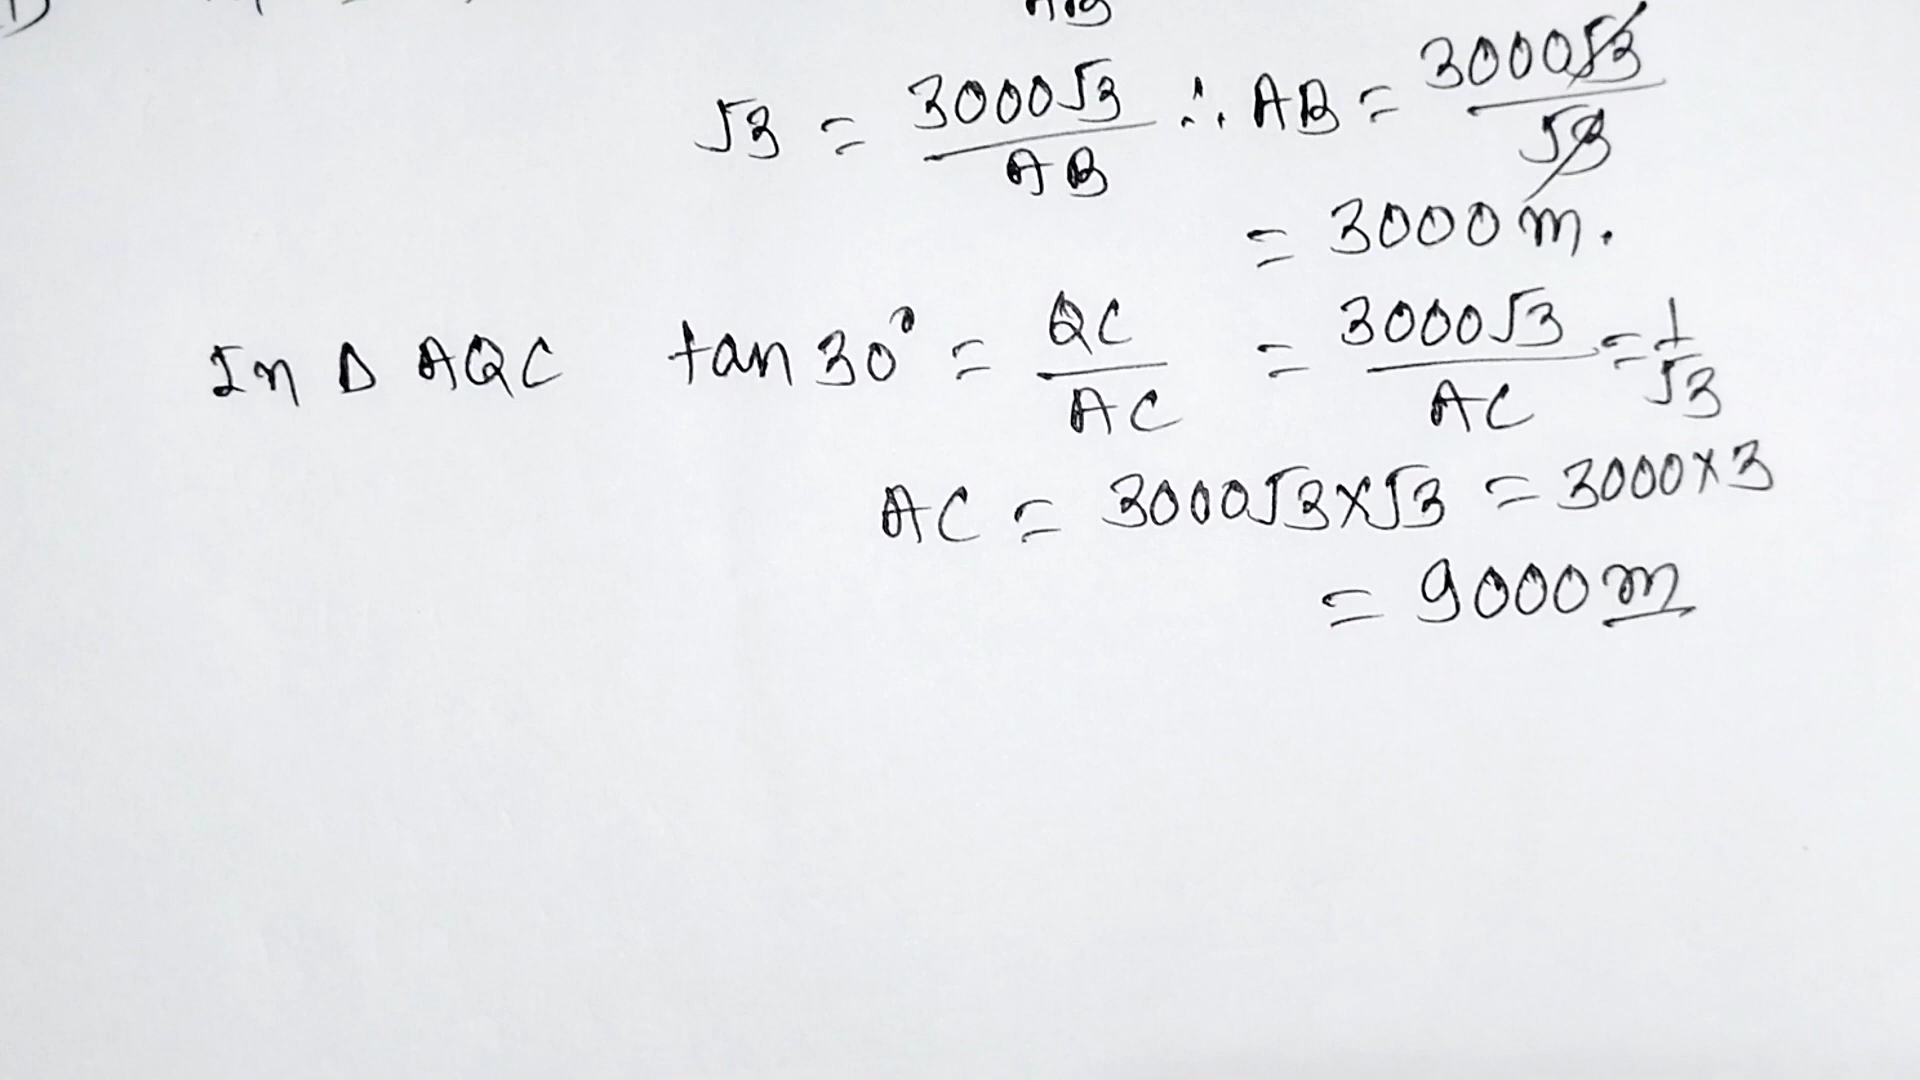 AB
√3 = 3000√3 / AB ∴ AB = 3000√3 / √3
= 3000 m.
In Δ AQC tan 30° = QC / AC = 3000√3 / AC = 1 / √3
AC = 3000√3×√3 = 3000×3
= 9000 m